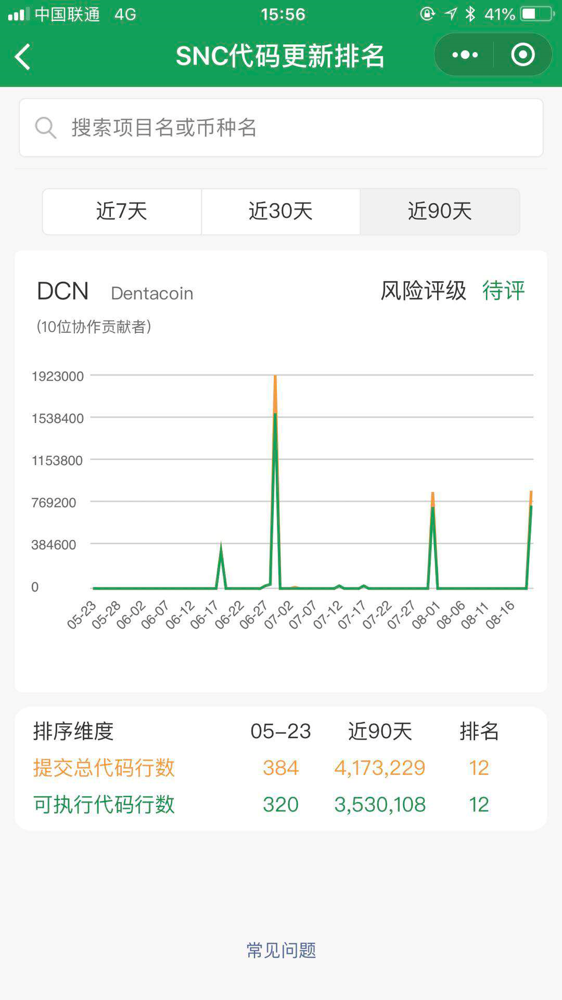 中国联通 4G 15:56 41%
SNC代码更新排名
搜索项目名或币种名
近7天 近30天 近90天
DCN Dentacoin 风险评级 待评
(10位协作贡献者)
1923000
1538400
1153800
769200
384600
0
05-23 05-28 06-02 06-07 06-12 06-17 06-22 06-27 07-02 07-07 07-12 07-17 07-22 07-27 08-01 08-06 08-11 08-16
排序维度 05-23 近90天 排名
提交总代码行数 384 4,173,229 12
可执行代码行数 320 3,530,108 12
常见问题